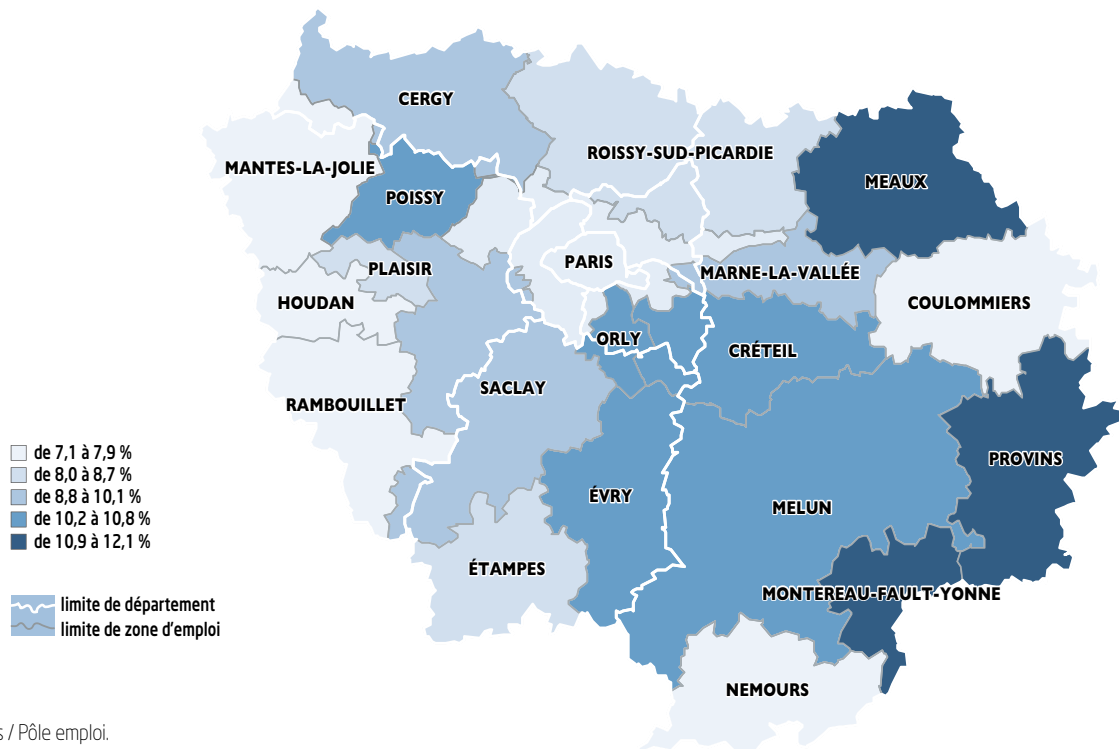 CERGY
ROISSY-SUD-PICARDIE
MANTES-LA-JOLIE
MEAUX
POISSY
PARIS
PLAISIR
MARNE-LA-VALLÉE
HOUDAN
COULOMMIERS
ORLY
CRÉTEIL
SACLAY
RAMBOUILLET
de 7,1 à 7,9 %
de 8,0 à 8,7 %
de 8,8 à 10,1 %
de 10,2 à 10,8 %
de 10,9 à 12,1 %
PROVINS
ÉVRY
MELUN
ÉTAMPES
MONTEREAU-FAULT-YONNE
limite de département
limite de zone d'emploi
NEMOURS
s / Pôle emploi.